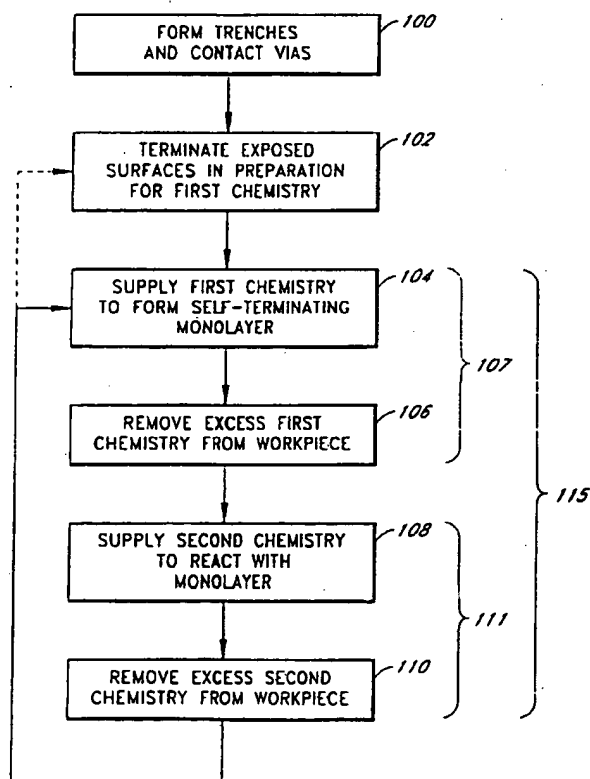 100
FORM TRENCHES
AND CONTACT VIAS
102
TERMINATE EXPOSED
SURFACES IN PREPARATION
FOR FIRST CHEMISTRY
104
SUPPLY FIRST CHEMISTRY
TO FORM SELF-TERMINATING
MONOLAYER
107
106
REMOVE EXCESS FIRST
CHEMISTRY FROM WORKPIECE
115
108
SUPPLY SECOND CHEMISTRY
TO REACT WITH
MONOLAYER
111
110
REMOVE EXCESS SECOND
CHEMISTRY FROM WORKPIECE